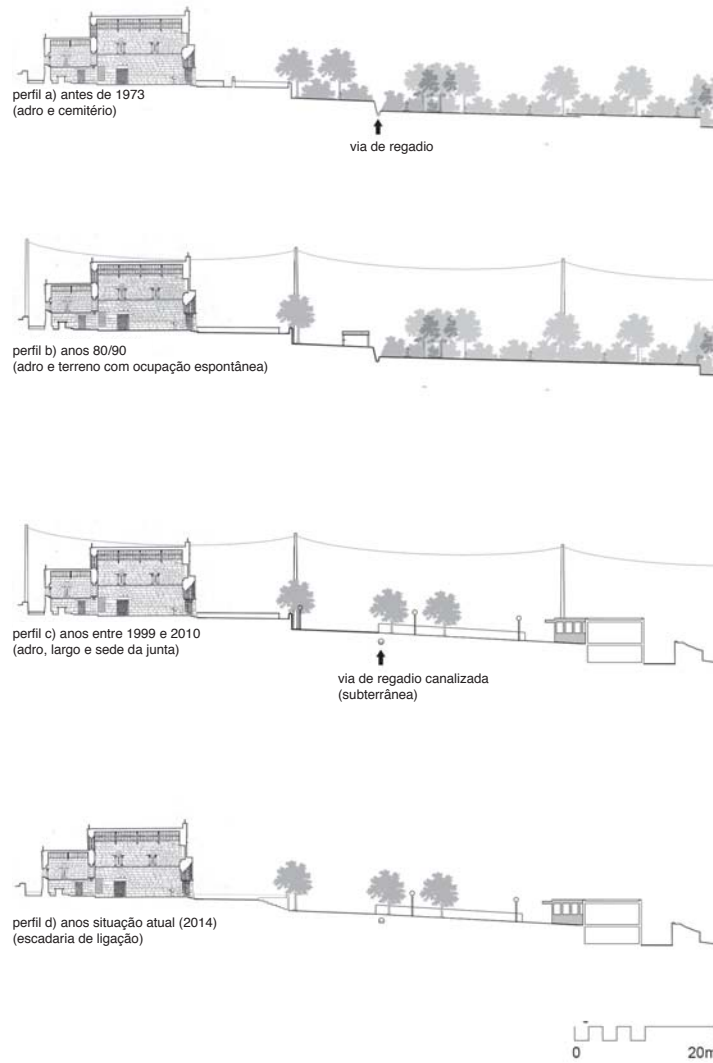 perfil a) antes de 1973
(adro e cemitério)
via de regadio
perfil b) anos 80/90
(adro e terreno com ocupação espontânea)
perfil c) anos entre 1999 e 2010
(adro, largo e sede da junta)
via de regadio canalizada
(subterrânea)
perfil d) anos situação atual (2014)
(escadaria de ligação)
0 20m